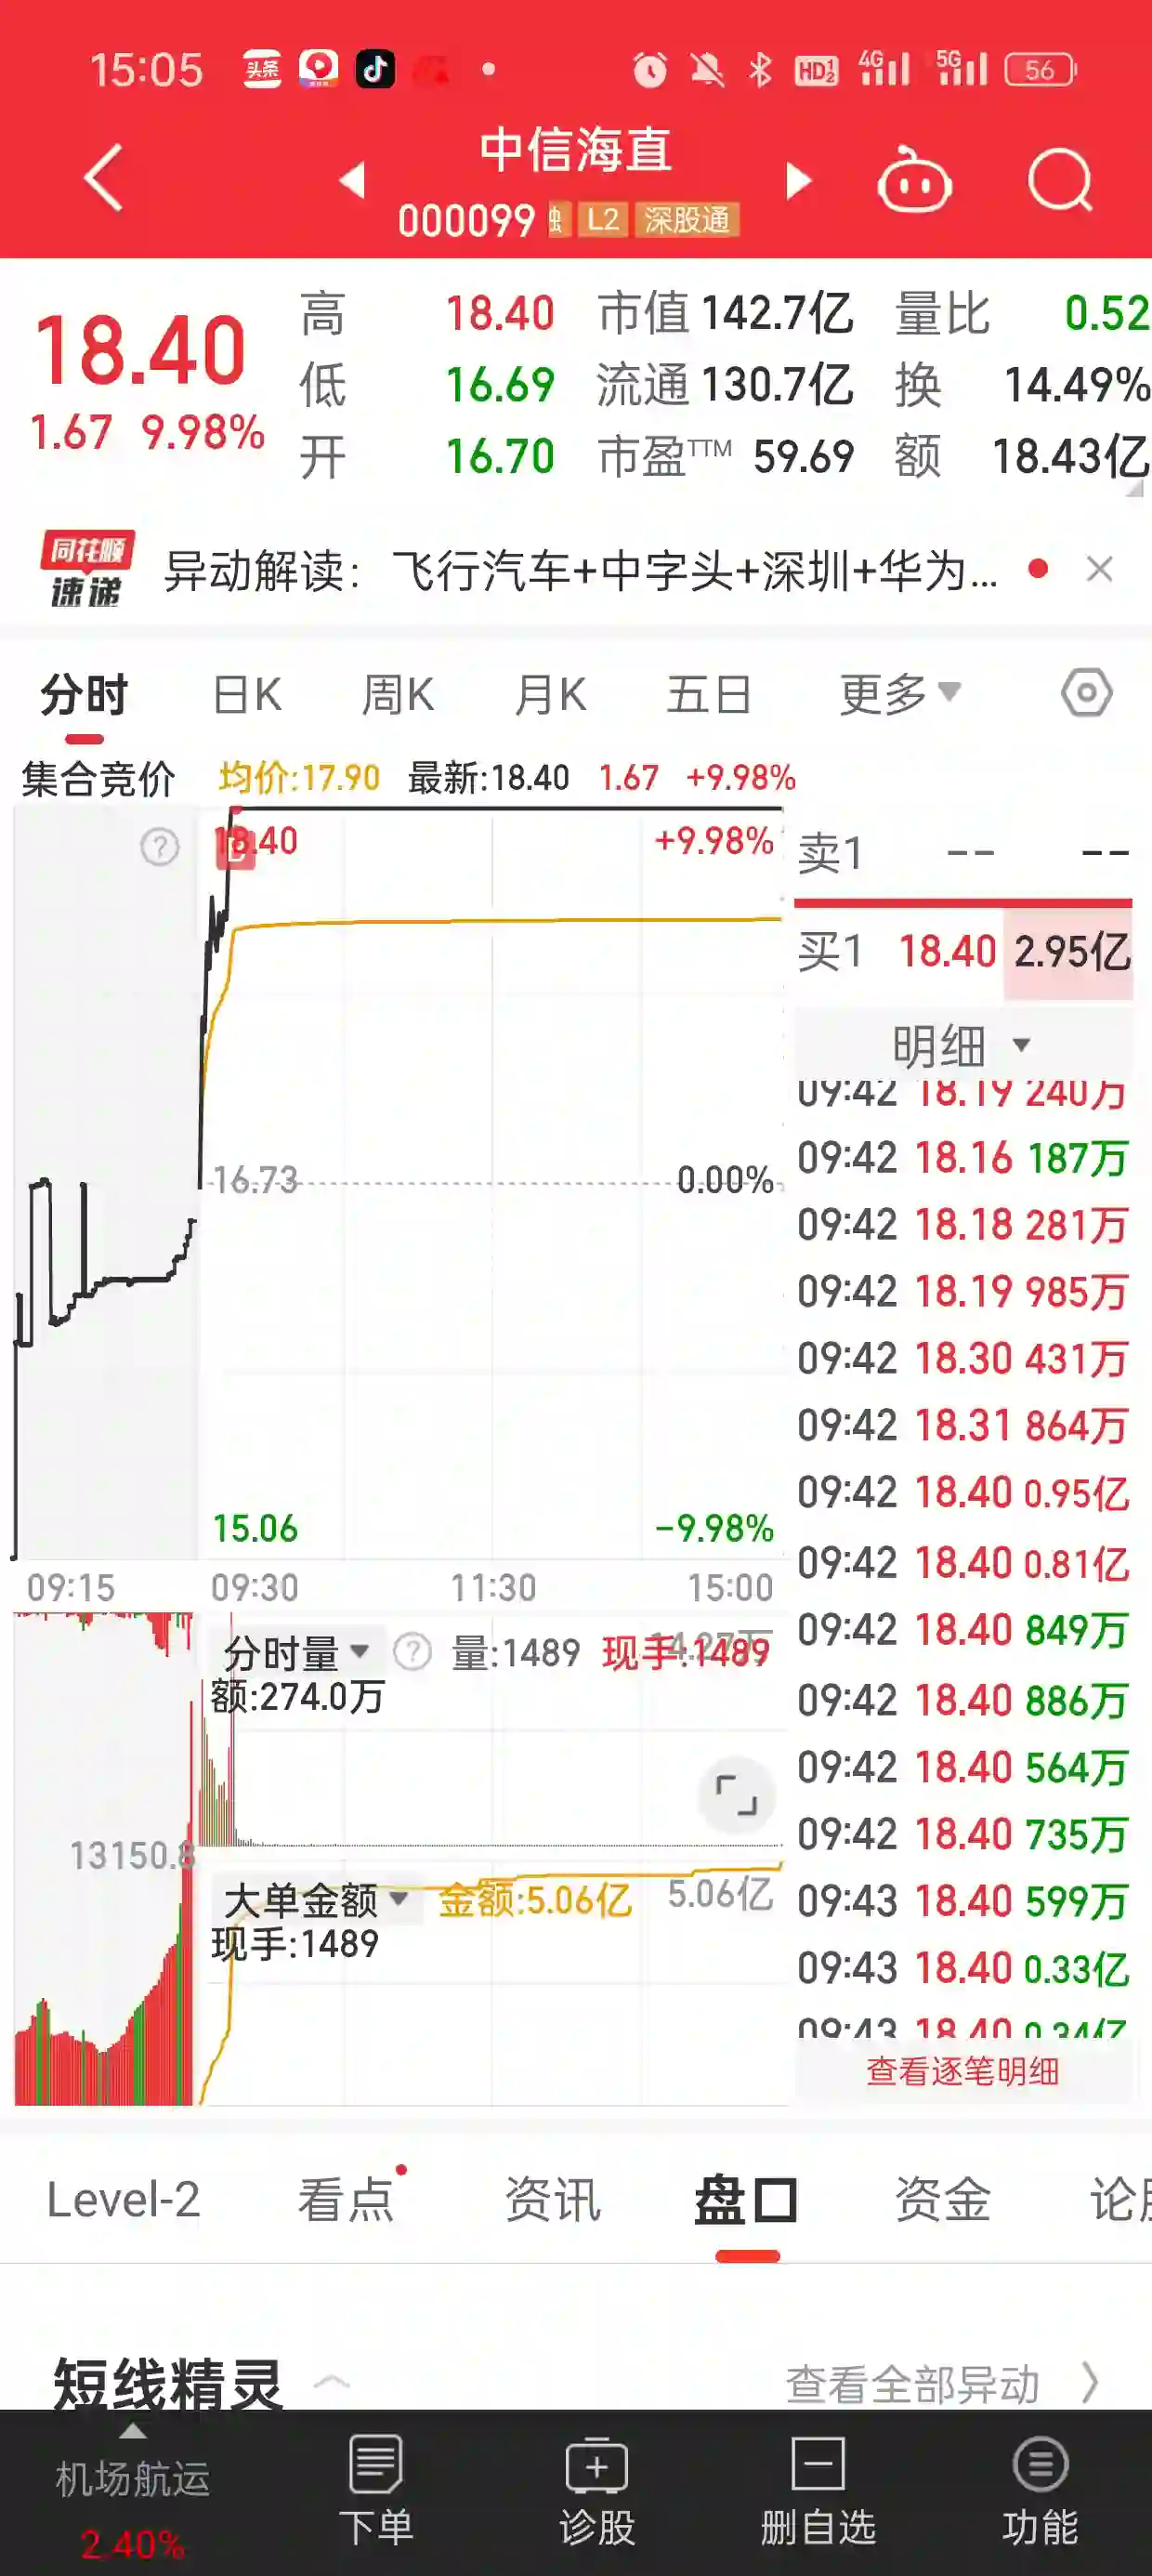 15:05 头条 HD1 2 4G 5G 56
中信海直
000099 融 L2 深股通
18.40
1.67 9.98%
高 18.40 市值 142.7亿 量比 0.52
低 16.69 流通 130.7亿 换 14.49%
开 16.70 市盈TTM 59.69 额 18.43亿
同花顺
速递
异动解读： 飞行汽车+中字头+深圳+华为...
分时 日K 周K 月K 五日 更多
集合竞价 均价:17.90 最新:18.40 1.67 +9.98%
18.40 +9.98%
16.73 0.00%
15.06 -9.98%
09:15 09:30 11:30 15:00
卖1 -- --
买1 18.40 2.95亿
明细
09:42 18.19 240万
09:42 18.16 187万
09:42 18.18 281万
09:42 18.19 985万
09:42 18.30 431万
09:42 18.31 864万
09:42 18.40 0.95亿
09:42 18.40 0.81亿
09:42 18.40 849万
09:42 18.40 886万
09:42 18.40 564万
09:42 18.40 735万
09:43 18.40 599万
09:43 18.40 0.33亿
09:43 18.40 0.34亿
查看逐笔明细
分时量 ? 量:1489 现手:1489 14.27万
额:274.0万
13150.8
大单金额 金额:5.06亿 5.06亿
现手:1489
Level-2 看点 资讯 盘口 资金 论股
短线精灵 查看全部异动
机场航运
2.40%
下单 诊股 删自选 功能